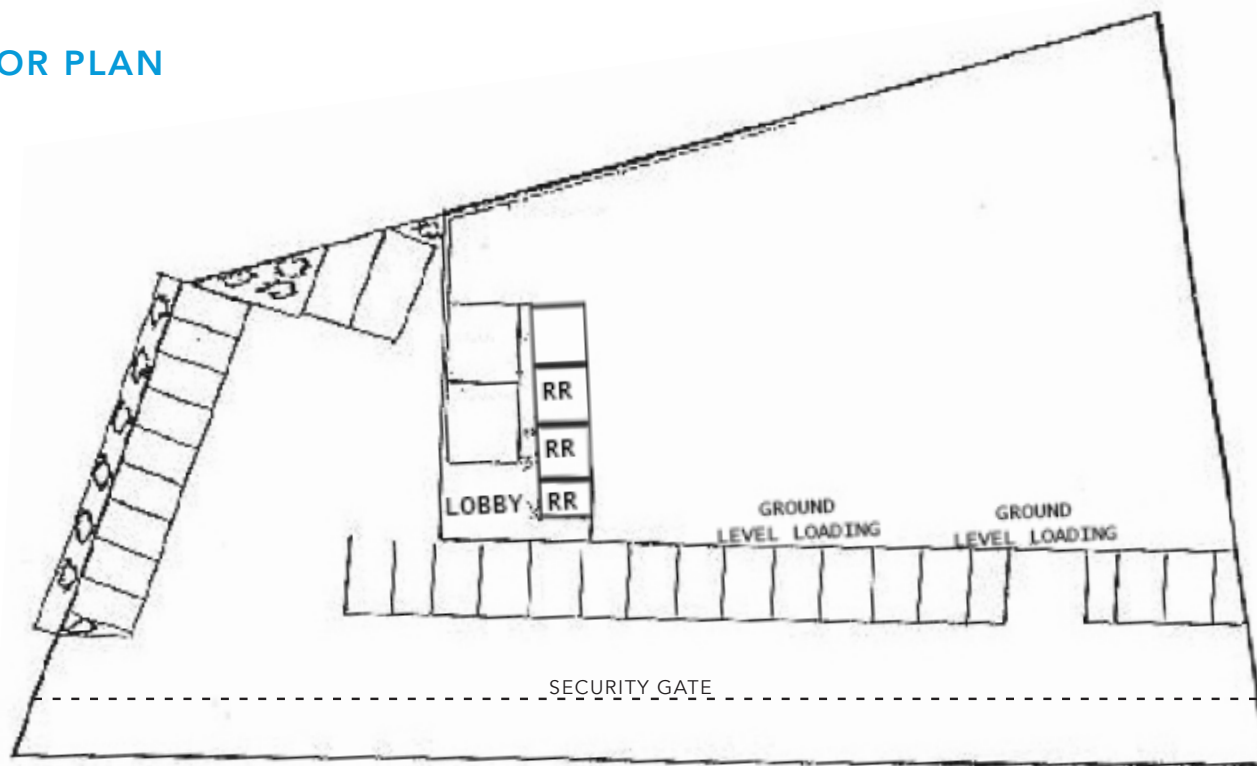 OR PLAN
RR
RR
LOBBY RR
GROUND
LEVEL LOADING
GROUND
LEVEL LOADING
SECURITY GATE